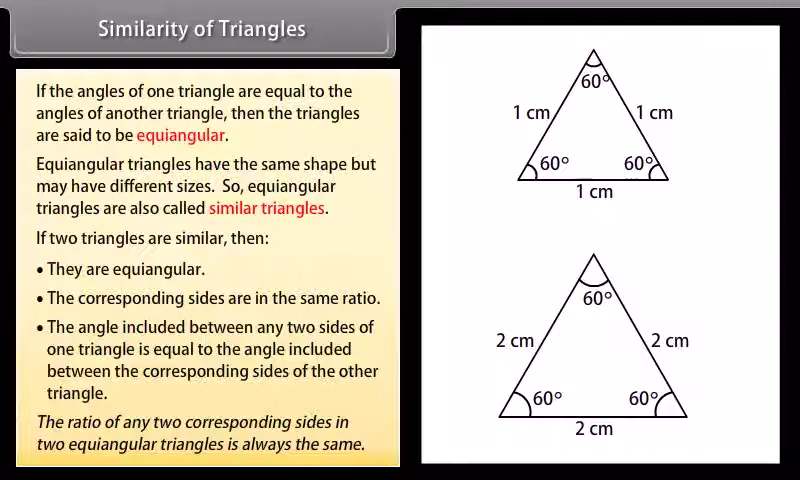 Similarity of Triangles
If the angles of one triangle are equal to the
angles of another triangle, then the triangles
are said to be equiangular.
Equiangular triangles have the same shape but
may have different sizes. So, equiangular
triangles are also called similar triangles.
If two triangles are similar, then:
• They are equiangular.
• The corresponding sides are in the same ratio.
• The angle included between any two sides of
one triangle is equal to the angle included
between the corresponding sides of the other
triangle.
The ratio of any two corresponding sides in
two equiangular triangles is always the same.
60°
1 cm 1 cm
60° 60°
1 cm
60°
2 cm 2 cm
60° 60°
2 cm